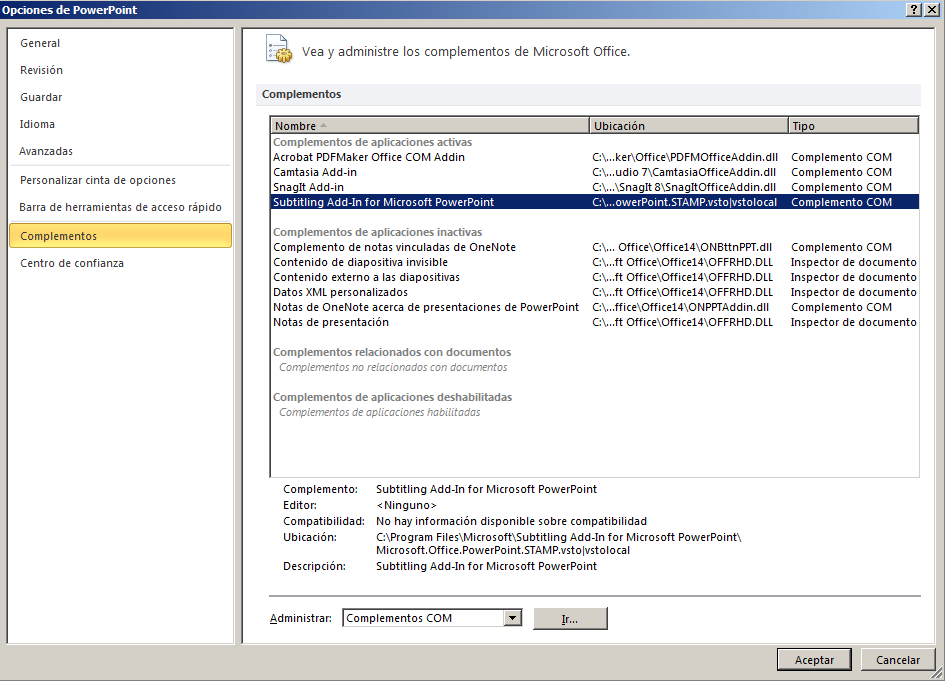 Opciones de PowerPoint
General
Revisión
Guardar
Idioma
Avanzadas
Personalizar cinta de opciones
Barra de herramientas de acceso rápido
Complementos
Centro de confianza
Vea y administre los complementos de Microsoft Office.
Complementos
Nombre Ubicación Tipo
Complementos de aplicaciones activas
Acrobat PDFMaker Office COM Addin C:\...ker\Office\PDFMOfficeAddin.dll Complemento COM
Camtasia Add-in C:\...udio 7\CamtasiaOfficeAddin.dll Complemento COM
SnagIt Add-in C:\...\SnagIt 8\SnagItOfficeAddin.dll Complemento COM
Subtitling Add-In for Microsoft PowerPoint C:\...owerPoint.STAMP.vsto|vstolocal Complemento COM
Complementos de aplicaciones inactivas
Complemento de notas vinculadas de OneNote C:\... Office\Office14\ONBttnPPT.dll Complemento COM
Contenido de diapositiva invisible C:\...ft Office\Office14\OFFRHD.DLL Inspector de documento
Contenido externo a las diapositivas C:\...ft Office\Office14\OFFRHD.DLL Inspector de documento
Datos XML personalizados C:\...ft Office\Office14\OFFRHD.DLL Inspector de documento
Notas de OneNote acerca de presentaciones de PowerPoint C:\...ffice\Office14\ONPPTAddin.dll Complemento COM
Notas de presentación C:\...ft Office\Office14\OFFRHD.DLL Inspector de documento
Complementos relacionados con documentos
Complementos no relacionados con documentos
Complementos de aplicaciones deshabilitadas
Complementos de aplicaciones habilitadas
Complemento: Subtitling Add-In for Microsoft PowerPoint
Editor: <Ninguno>
Compatibilidad: No hay información disponible sobre compatibilidad
Ubicación: C:\Program Files\Microsoft\Subtitling Add-In for Microsoft PowerPoint\
Microsoft.Office.PowerPoint.STAMP.vsto|vstolocal
Descripción: Subtitling Add-In for Microsoft PowerPoint
Administrar: Complementos COM Ir...
Aceptar Cancelar